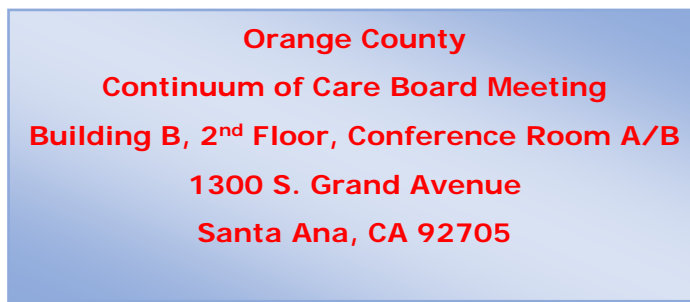 Orange County
Continuum of Care Board Meeting
Building B, 2nd Floor, Conference Room A/B
1300 S. Grand Avenue
Santa Ana, CA 92705